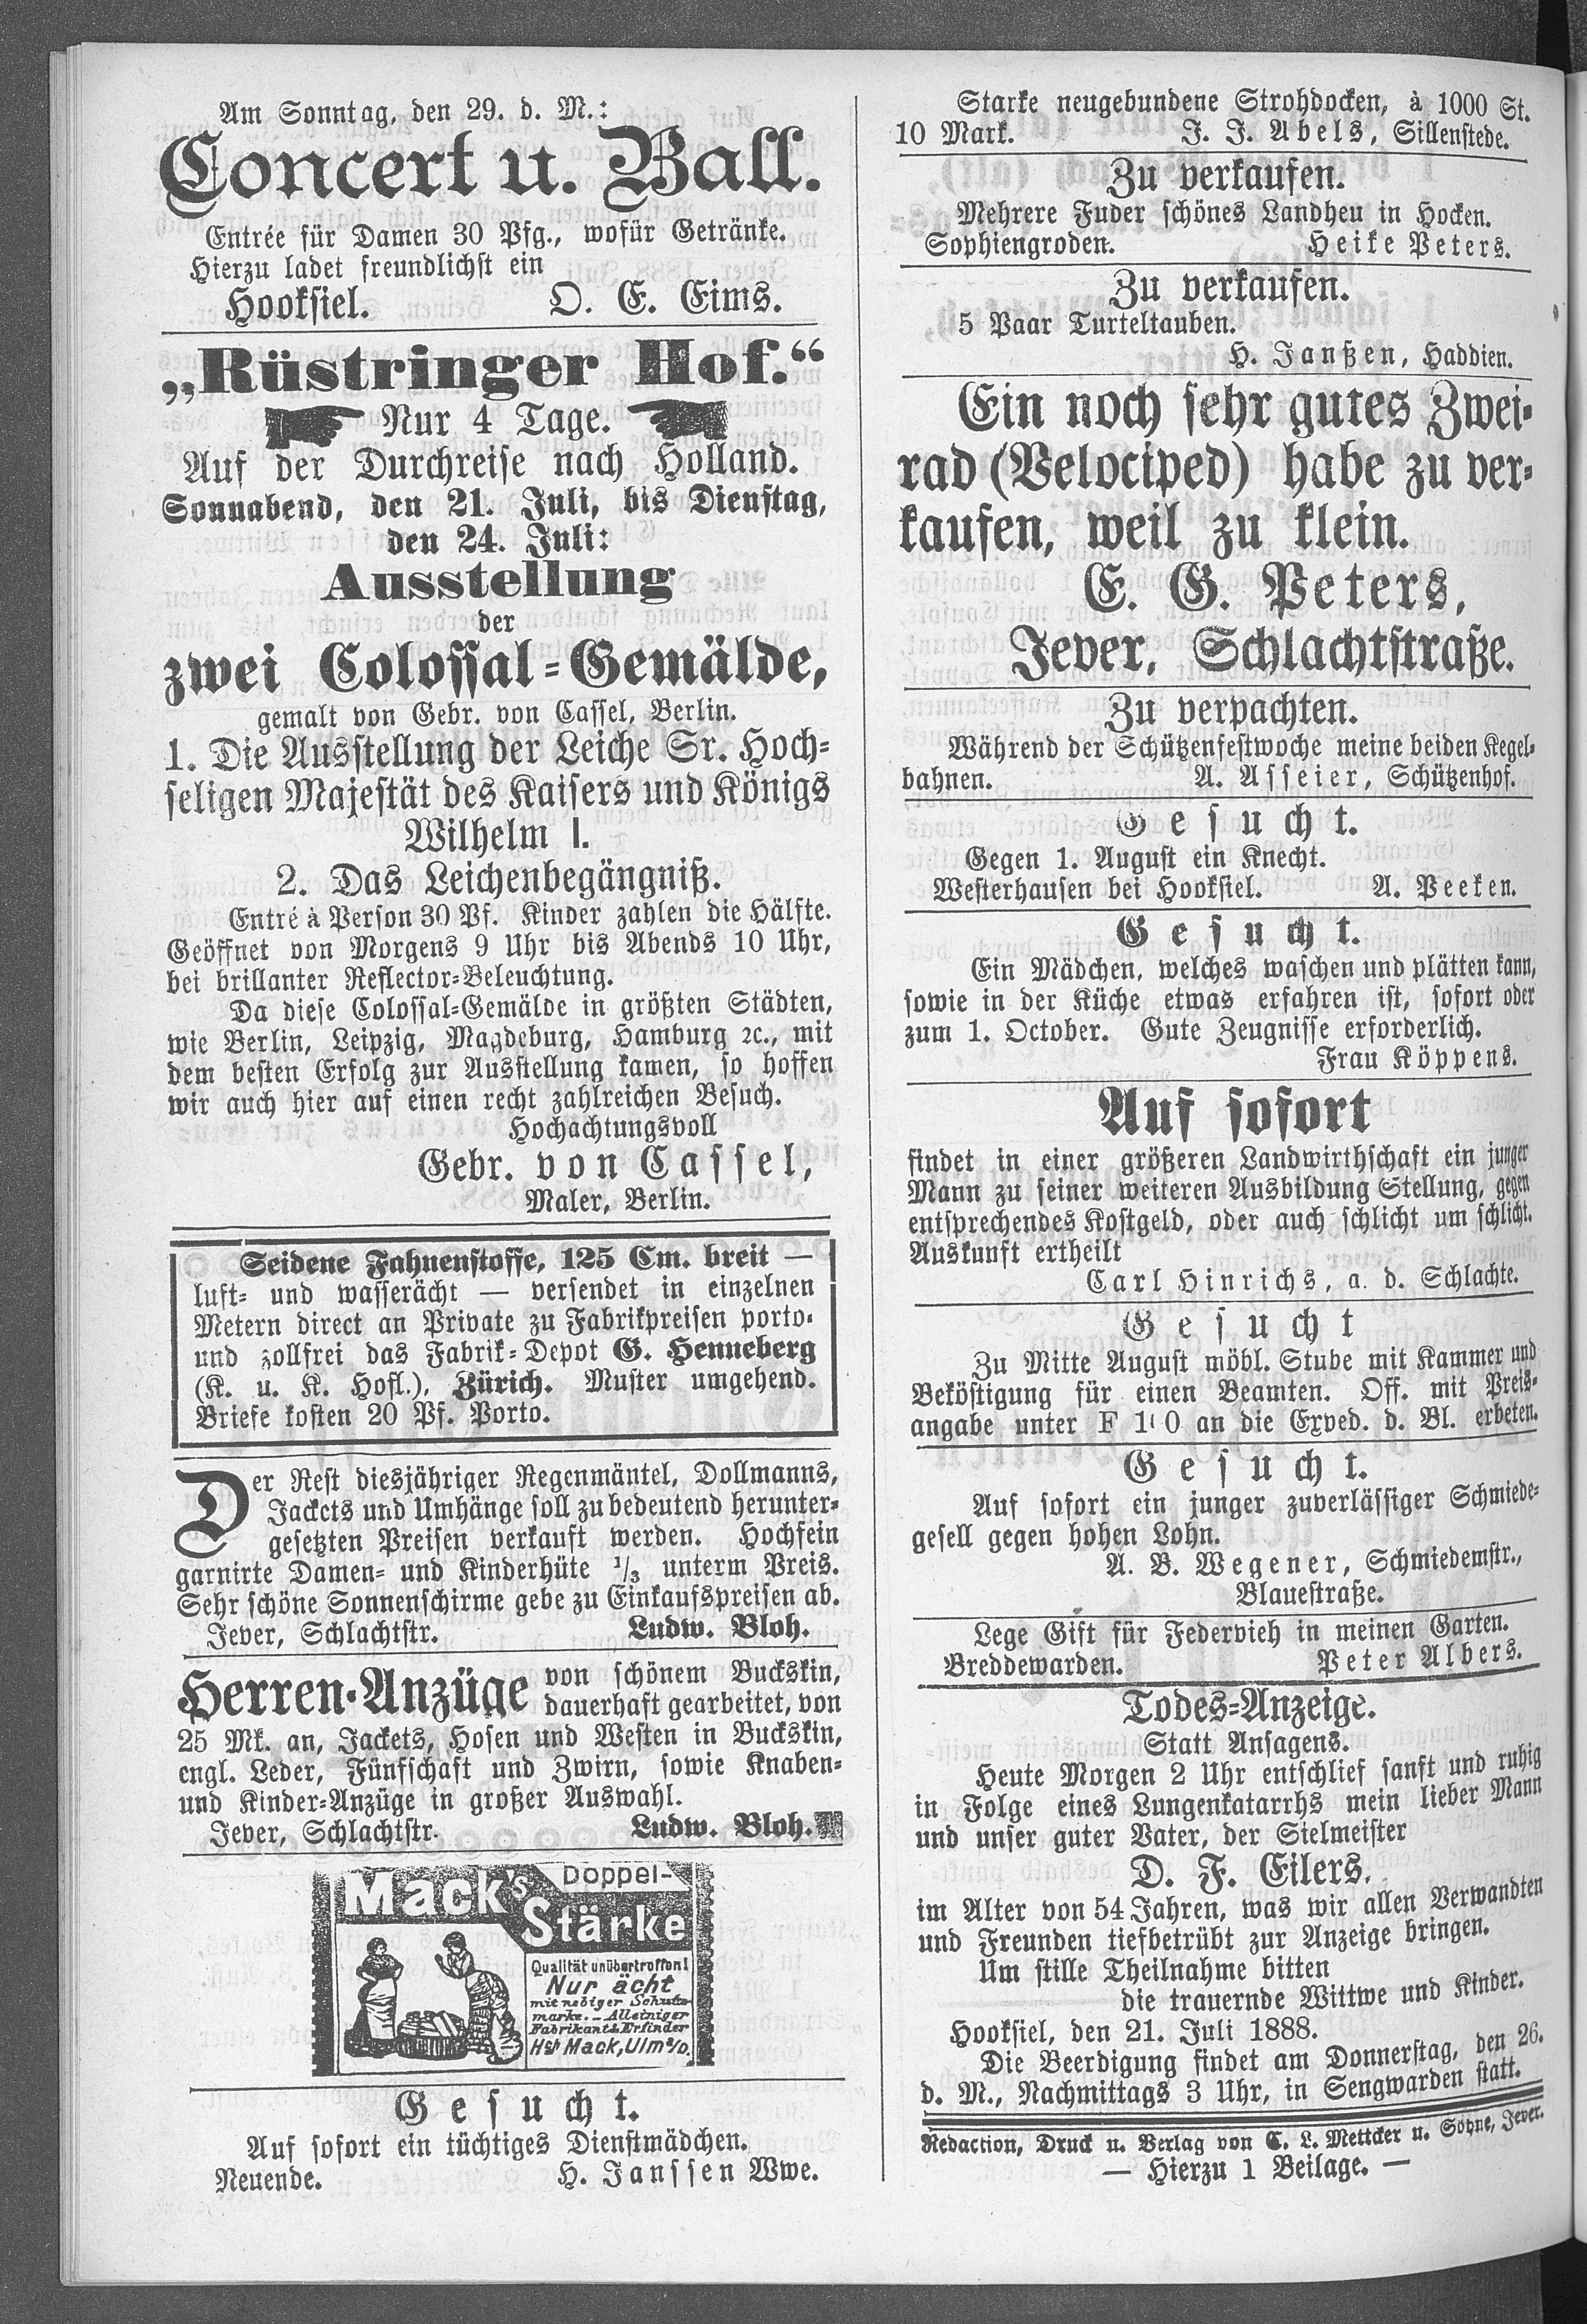 Am Sonntag, den 29. d. M.:
Concert u. Ball.
Entrée für Damen 30 Pfg., wofür Getränke.
Hierzu ladet freundlichst ein
Hooksiel. O. E. Eims.
„Rüstringer Hof.“
Nur 4 Tage.
Auf der Durchreise nach Holland.
Sonnabend, den 21. Juli, bis Dienstag,
den 24. Juli:
Ausstellung
der
zwei Colossal-Gemälde,
gemalt von Gebr. von Cassel, Berlin.
1. Die Ausstellung der Leiche Sr. Hoch-
seligen Majestät des Kaisers und Königs
Wilhelm I.
2. Das Leichenbegängniß.
Entré à Person 30 Pf. Kinder zahlen die Hälfte.
Geöffnet von Morgens 9 Uhr bis Abends 10 Uhr,
bei brillanter Reflector-Beleuchtung.
Da diese Colossal-Gemälde in größten Städten,
wie Berlin, Leipzig, Magdeburg, Hamburg ꝛc., mit
dem besten Erfolg zur Ausstellung kamen, so hoffen
wir auch hier auf einen recht zahlreichen Besuch.
Hochachtungsvoll
Gebr. von Cassel,
Maler, Berlin.
Seidene Fahnenstoffe, 125 Cm. breit —
luft- und wasserächt — versendet in einzelnen
Metern direct an Private zu Fabrikpreisen porto-
und zollfrei das Fabrik-Depot G. Henneberg
(K. u. K. Hofl.), Zürich. Muster umgehend.
Briefe kosten 20 Pf. Porto.
Der Rest diesjähriger Regenmäntel, Dollmanns,
Jackets und Umhänge soll zu bedeutend herunter-
gesetzten Preisen verkauft werden. Hochfein
garnirte Damen- und Kinderhüte 1/3 unterm Preis.
Sehr schöne Sonnenschirme gebe zu Einkaufspreisen ab.
Jever, Schlachtstr. Ludw. Bloh.
Herren-Anzüge von schönem Buckskin,
dauerhaft gearbeitet, von
25 Mk. an, Jackets, Hosen und Westen in Buckskin,
engl. Leder, Fünfschaft und Zwirn, sowie Knaben-
und Kinder-Anzüge in großer Auswahl.
Jever, Schlachtstr. Ludw. Bloh.
Mack's Doppel-
Stärke
Qualität unübertroffen!
Nur ächt
mit nebiger Schutz-
marke. — Alleiniger
Fabrikant & Erfinder
Hch Mack, Ulm a/D.
Gesucht.
Auf sofort ein tüchtiges Dienstmädchen.
Neuende. H. Janssen Wwe.
Starke neugebundene Strohdocken, à 1000 St.
10 Mark. J. J. Abels, Sillenstede.
Zu verkaufen.
Mehrere Fuder schönes Landheu in Hocken.
Sophiengroden. Heike Peters.
Zu verkaufen.
5 Paar Turteltauben.
H. Janßen, Haddien.
Ein noch sehr gutes Zwei-
rad (Velociped) habe zu ver-
kaufen, weil zu klein.
E. G. Peters,
Jever, Schlachtstraße.
Zu verpachten.
Während der Schützenfestwoche meine beiden Kegel-
bahnen. A. Asseier, Schützenhof.
Gesucht.
Gegen 1. August ein Knecht.
Westerhausen bei Hooksiel. A. Peeken.
Gesucht.
Ein Mädchen, welches waschen und plätten kann,
sowie in der Küche etwas erfahren ist, sofort oder
zum 1. October. Gute Zeugnisse erforderlich.
Frau Köppens.
Auf sofort
findet in einer größeren Landwirthschaft ein junger
Mann zu seiner weiteren Ausbildung Stellung, gegen
entsprechendes Kostgeld, oder auch schlicht um schlicht.
Auskunft ertheilt
Carl Hinrichs, a. d. Schlachte.
Gesucht
Zu Mitte August möbl. Stube mit Kammer und
Beköstigung für einen Beamten. Off. mit Preis-
angabe unter F an die Exped. d. Bl. erbeten.
Gesucht.
Auf sofort ein junger zuverlässiger Schmiede-
gesell gegen hohen Lohn.
A. B. Wegener, Schmiedemstr.,
Blauestraße.
Lege Gift für Federvieh in meinen Garten.
Breddewarden. Peter Albers.
Todes-Anzeige.
Statt Ansagens.
Heute Morgen 2 Uhr entschlief sanft und ruhig
in Folge eines Lungenkatarrhs mein lieber Mann
und unser guter Vater, der Sielmeister
D. F. Eilers,
im Alter von 54 Jahren, was wir allen Verwandten
und Freunden tiefbetrübt zur Anzeige bringen.
Um stille Theilnahme bitten
die trauernde Wittwe und Kinder.
Hooksiel, den 21. Juli 1888.
Die Beerdigung findet am Donnerstag, den 26.
d. M., Nachmittags 3 Uhr, in Sengwarden statt.
Redaction, Druck u. Verlag von C. L. Mettcker u. Söhne, Jever.
— Hierzu 1 Beilage. —